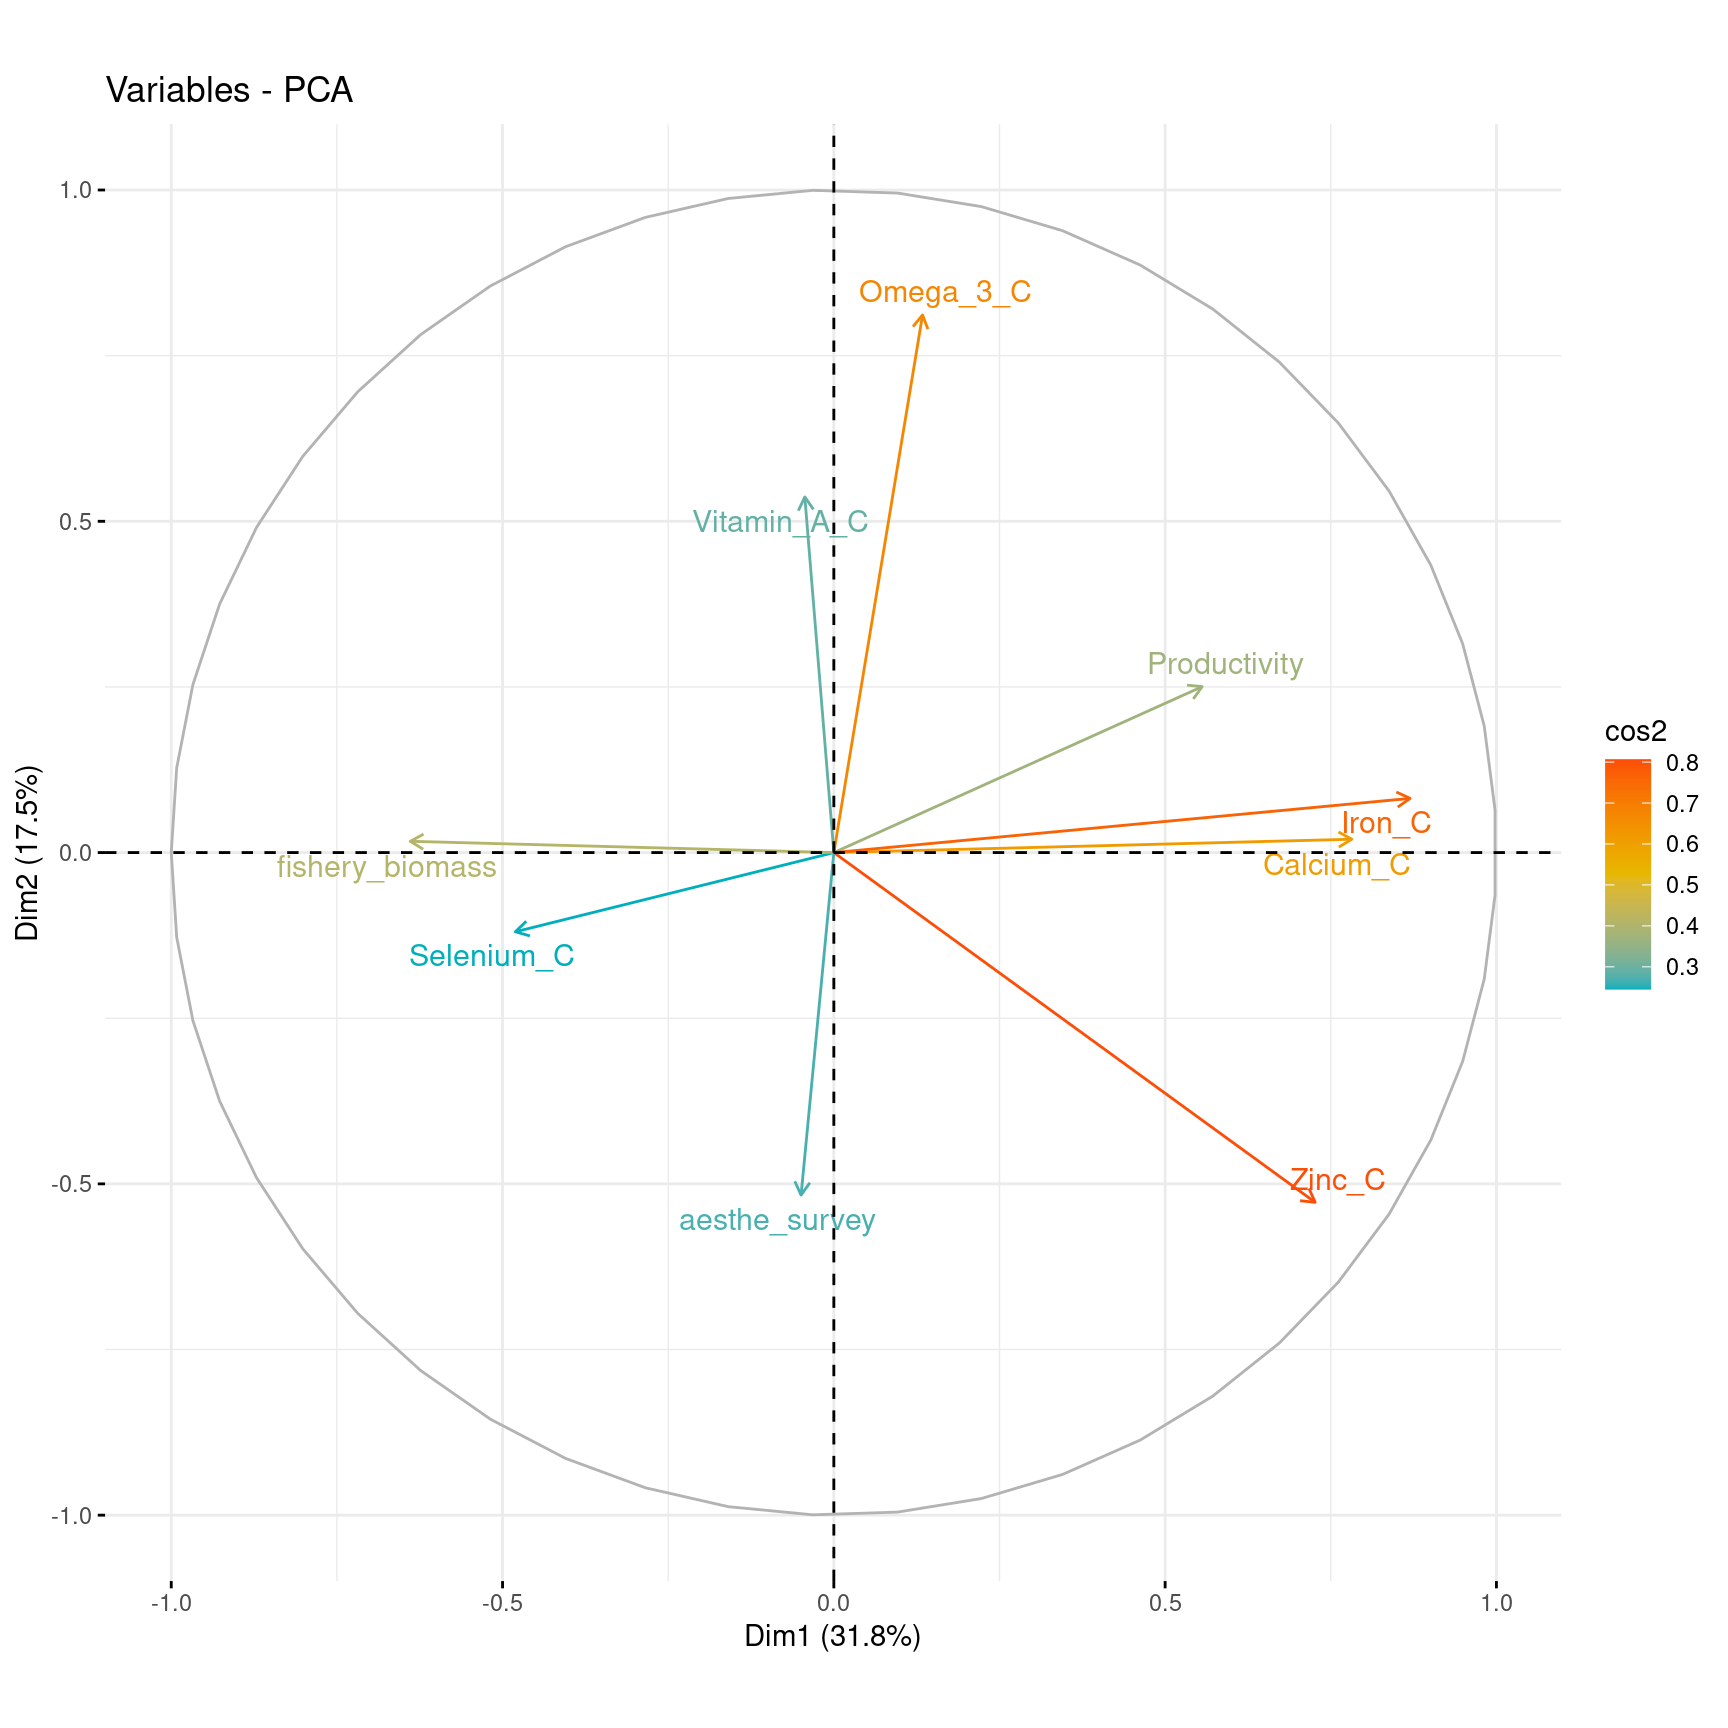 Variables - PCA
1.0
0.5
0.0
-0.5
-1.0
Dim2 (17.5%)
Omega_3_C
Vitamin_A_C
Productivity
Iron_C
Calcium_C
fishery_biomass
Selenium_C
Zinc_C
aesthe_survey
-1.0
-0.5
0.0
0.5
1.0
Dim1 (31.8%)
cos2
0.8
0.7
0.6
0.5
0.4
0.3